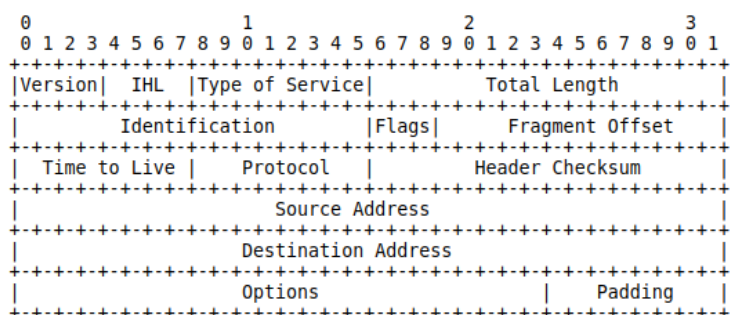 0                   1                   2                   3
 0 1 2 3 4 5 6 7 8 9 0 1 2 3 4 5 6 7 8 9 0 1 2 3 4 5 6 7 8 9 0 1
+-+-+-+-+-+-+-+-+-+-+-+-+-+-+-+-+-+-+-+-+-+-+-+-+-+-+-+-+-+-+-+-+
|Version|  IHL  |Type of Service|          Total Length         |
+-+-+-+-+-+-+-+-+-+-+-+-+-+-+-+-+-+-+-+-+-+-+-+-+-+-+-+-+-+-+-+-+
|         Identification        |Flags|      Fragment Offset    |
+-+-+-+-+-+-+-+-+-+-+-+-+-+-+-+-+-+-+-+-+-+-+-+-+-+-+-+-+-+-+-+-+
|  Time to Live |    Protocol   |         Header Checksum       |
+-+-+-+-+-+-+-+-+-+-+-+-+-+-+-+-+-+-+-+-+-+-+-+-+-+-+-+-+-+-+-+-+
|                       Source Address                          |
+-+-+-+-+-+-+-+-+-+-+-+-+-+-+-+-+-+-+-+-+-+-+-+-+-+-+-+-+-+-+-+-+
|                    Destination Address                        |
+-+-+-+-+-+-+-+-+-+-+-+-+-+-+-+-+-+-+-+-+-+-+-+-+-+-+-+-+-+-+-+-+
|                    Options                    |    Padding    |
+-+-+-+-+-+-+-+-+-+-+-+-+-+-+-+-+-+-+-+-+-+-+-+-+-+-+-+-+-+-+-+-+